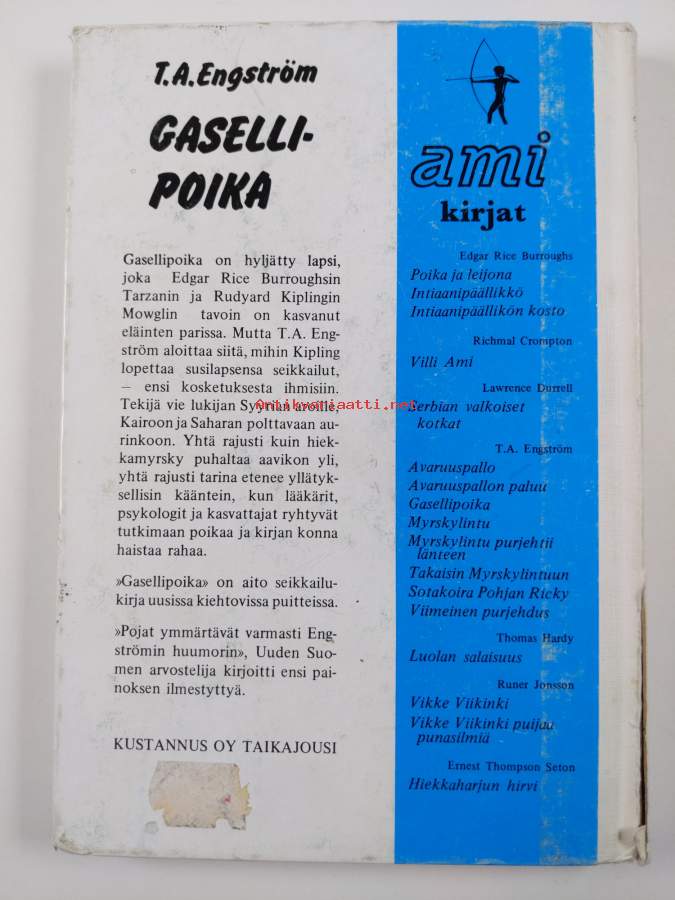 T.A.Engström
GASELLI-
POIKA
Gasellipoika on hyljätty lapsi,
joka Edgar Rice Burroughsin
Tarzanin ja Rudyard Kiplingin
Mowglin tavoin on kasvanut
eläinten parissa. Mutta T.A. Eng-
ström aloittaa siitä, mihin Kipling
lopettaa susilapsensa seikkailut,
— ensi kosketuksesta ihmisiin.
Tekijä vie lukijan Syyrian aroille,
Kairoon ja Saharan polttavaan au-
rinkoon. Yhtä rajusti kuin hiek-
kamyrsky puhaltaa aavikon yli,
yhtä rajusti tarina etenee yllätyk-
sellisin kääntein, kun lääkärit,
psykologit ja kasvattajat ryhtyvät
tutkimaan poikaa ja kirjan konna
haistaa rahaa.
»Gasellipoika» on aito seikkailu-
kirja uusissa kiehtovissa puitteissa.
»Pojat ymmärtävät varmasti Eng-
strömin huumorin», Uuden Suo-
men arvostelija kirjoitti ensi pai-
noksen ilmestyttyä.
KUSTANNUS OY TAIKAJOUSI
ami
kirjat
Edgar Rice Burroughs
Poika ja leijona
Intiaanipäällikkö
Intiaanipäällikön kosto
Richmal Crompton
Villi Ami
Lawrence Durrell
Serbian valkoiset
kotkat
T.A. Engström
Avaruuspallo
Avaruuspallon paluu
Gasellipoika
Myrskylintu
Myrskylintu purjehtii
länteen
Takaisin Myrskylintuun
Sotakoira Pohjan Ricky
Viimeinen purjehdus
Thomas Hardy
Luolan salaisuus
Runer Jonsson
Vikke Viikinki
Vikke Viikinki puijaa
punasilmiä
Ernest Thompson Seton
Hiekkaharjun hirvi
Antikvariaatti.net